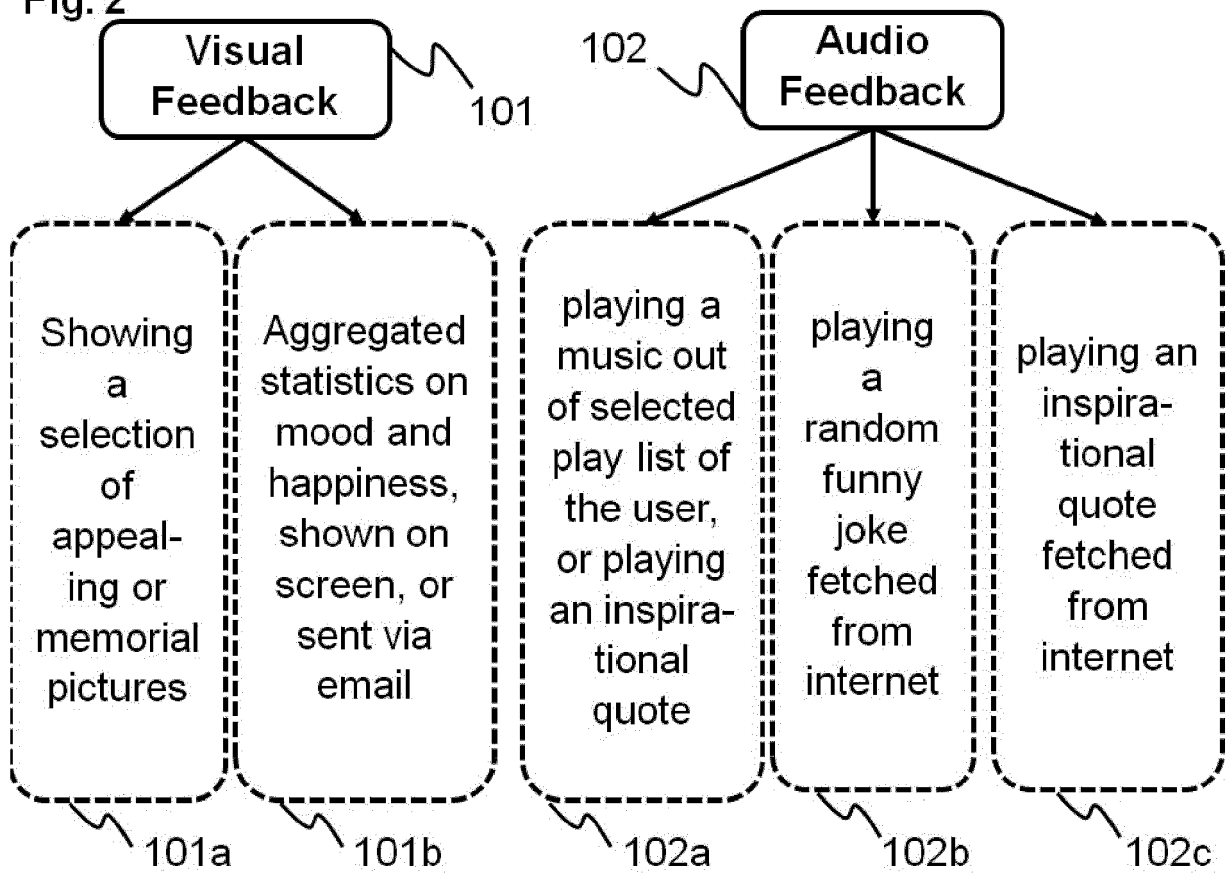 Fig. 2
Visual
Feedback
101
102
Audio
Feedback
Showing
a
selection
of
appeal-
ing or
memorial
pictures
Aggregated
statistics on
mood and
happiness,
shown on
screen, or
sent via
email
playing a
music out
of selected
play list of
the user,
or playing
an inspira-
tional
quote
playing
a
random
funny
joke
fetched
from
internet
playing an
inspira-
tional
quote
fetched
from
internet
101a
101b
102a
102b
102c